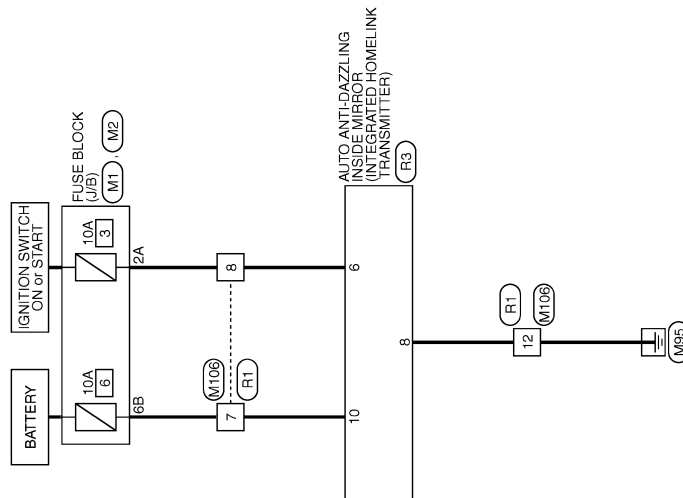 BATTERY
IGNITION SWITCH
ON or START
FUSE BLOCK
(J/B)
M1 , M2
10A
6
10A
3
6B
2A
M106
7
R1
8
AUTO ANTI-DAZZLING
INSIDE MIRROR
(INTEGRATED HOMELINK
TRANSMITTER)
R3
10
6
8
R1
12
M106
M95